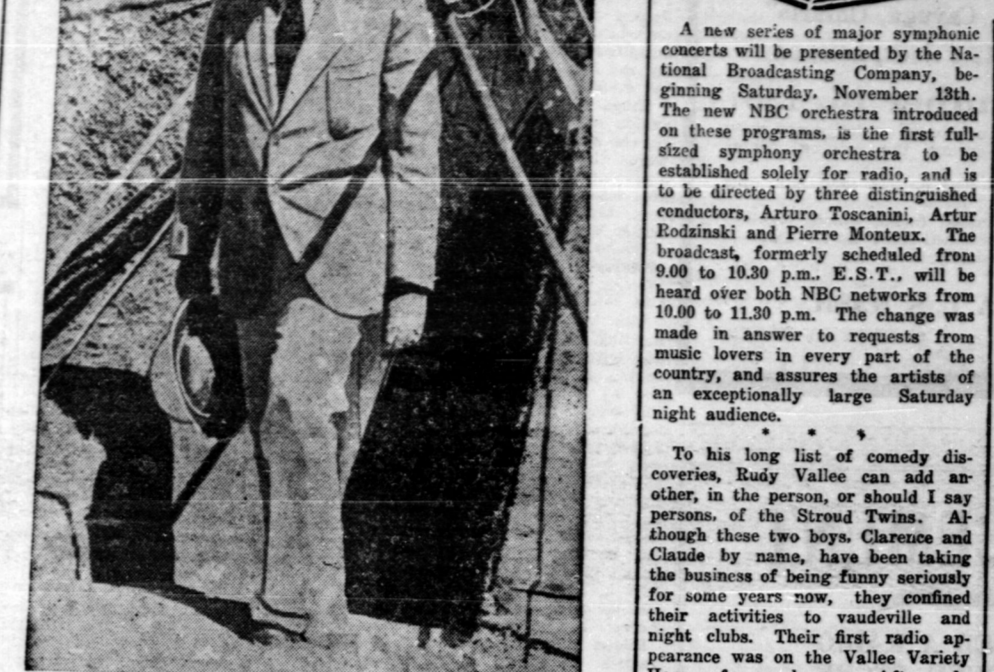 A new series of major symphonic
concerts will be presented by the Na-
tional Broadcasting Company, be-
ginning Saturday, November 13th.
The new NBC orchestra introduced
on these programs, is the first full-
sized symphony orchestra to be
established solely for radio, and is
to be directed by three distinguished
conductors, Arturo Toscanini, Artur
Rodzinski and Pierre Monteux. The
broadcast, formerly scheduled from
9.00 to 10.30 p.m., E.S.T., will be
heard over both NBC networks from
10.00 to 11.30 p.m. The change was
made in answer to requests from
music lovers in every part of the
country, and assures the artists of
an exceptionally large Saturday
night audience.
* * *
To his long list of comedy dis-
coveries, Rudy Vallee can add an-
other, in the person, or should I say
persons, of the Stroud Twins. Al-
though these two boys, Clarence and
Claude by name, have been taking
the business of being funny seriously
for some years now, they confined
their activities to vaudeville and
night clubs. Their first radio ap-
pearance was on the Vallee Variety